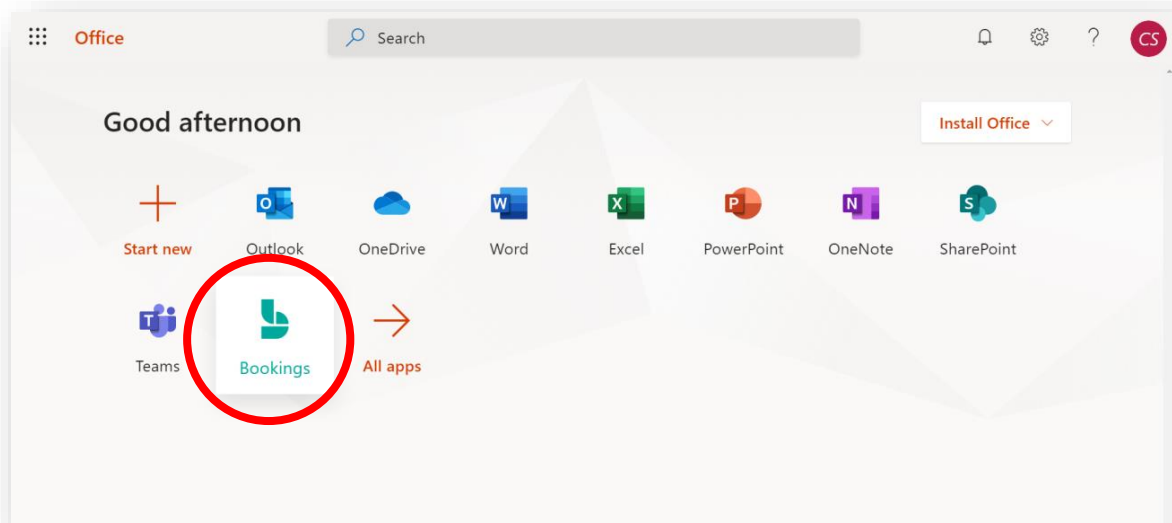 Office
Search
?
CS
Good afternoon
Install Office
Start new
Outlook
OneDrive
Word
Excel
PowerPoint
OneNote
SharePoint
Teams
Bookings
All apps